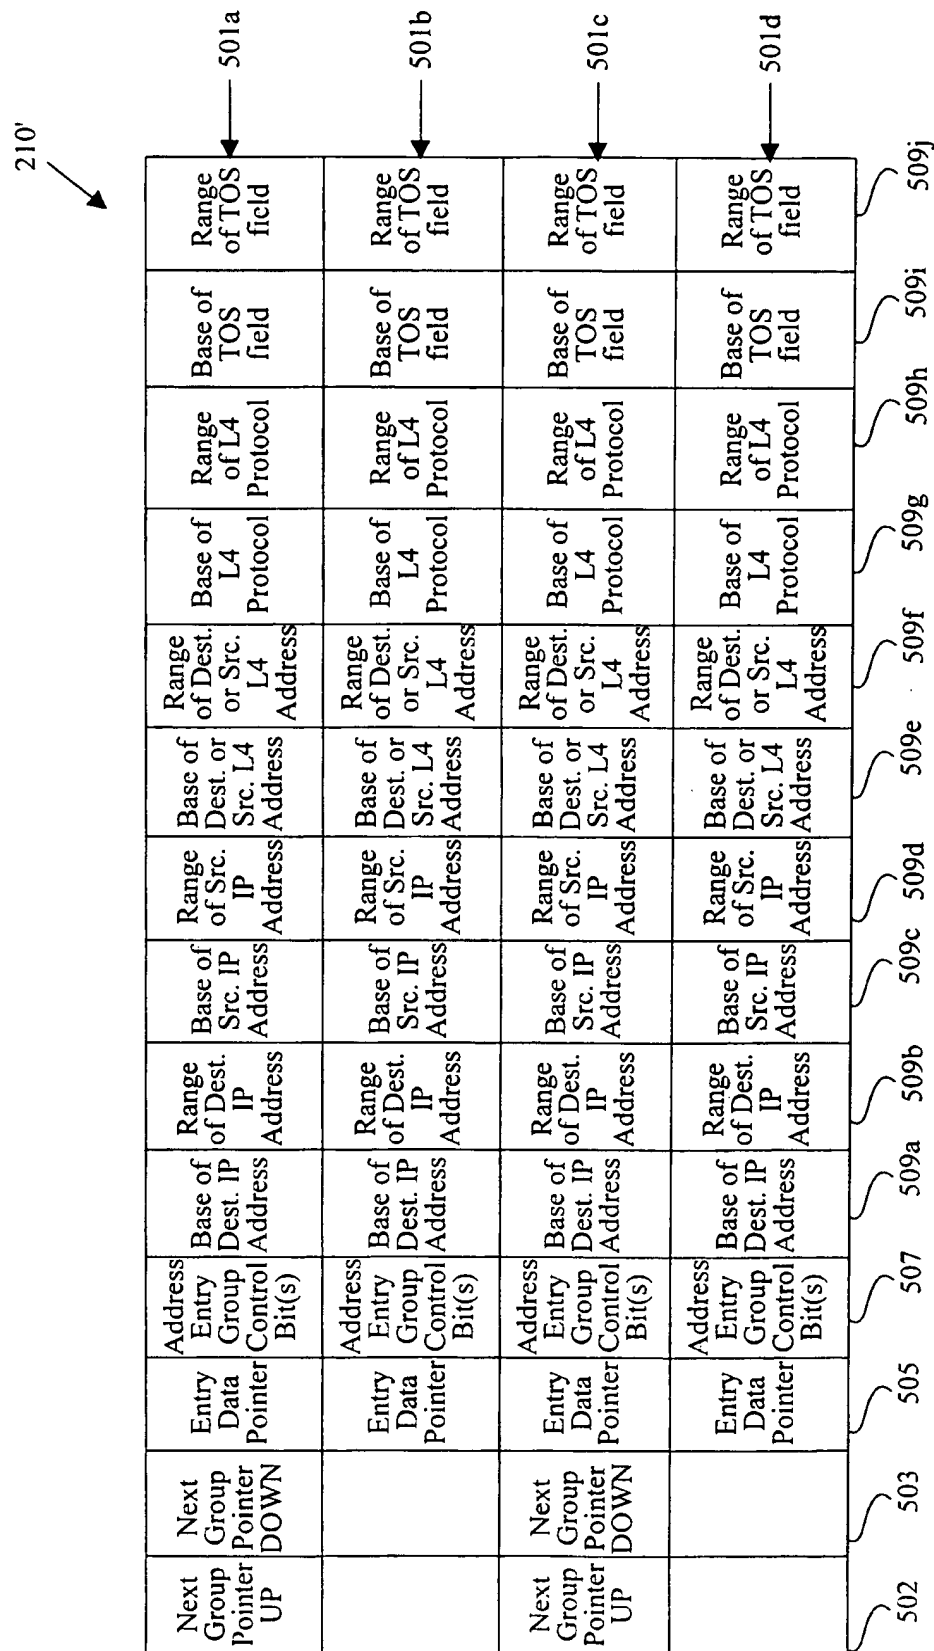 210'
Next
Group
Pointer
UP
Next
Group
Pointer
DOWN
Entry
Data
Pointer
Address
Entry
Group
Control
Bit(s)
Base of
Dest. IP
Address
Range
of Dest.
IP
Address
Base of
Src. IP
Address
Range
of Src.
IP
Address
Base of
Dest. or
Src. L4
Address
Range
of Dest.
or Src.
L4
Address
Base of
L4
Protocol
Range
of L4
Protocol
Base of
TOS
field
Range
of TOS
field
501a
Entry
Data
Pointer
Address
Entry
Group
Control
Bit(s)
Base of
Dest. IP
Address
Range
of Dest.
IP
Address
Base of
Src. IP
Address
Range
of Src.
IP
Address
Base of
Dest. or
Src. L4
Address
Range
of Dest.
or Src.
L4
Address
Base of
L4
Protocol
Range
of L4
Protocol
Base of
TOS
field
Range
of TOS
field
501b
Next
Group
Pointer
UP
Next
Group
Pointer
DOWN
Entry
Data
Pointer
Address
Entry
Group
Control
Bit(s)
Base of
Dest. IP
Address
Range
of Dest.
IP
Address
Base of
Src. IP
Address
Range
of Src.
IP
Address
Base of
Dest. or
Src. L4
Address
Range
of Dest.
or Src.
L4
Address
Base of
L4
Protocol
Range
of L4
Protocol
Base of
TOS
field
Range
of TOS
field
501c
Entry
Data
Pointer
Address
Entry
Group
Control
Bit(s)
Base of
Dest. IP
Address
Range
of Dest.
IP
Address
Base of
Src. IP
Address
Range
of Src.
IP
Address
Base of
Dest. or
Src. L4
Address
Range
of Dest.
or Src.
L4
Address
Base of
L4
Protocol
Range
of L4
Protocol
Base of
TOS
field
Range
of TOS
field
501d
502
503
505
507
509a
509b
509c
509d
509e
509f
509g
509h
509i
509j